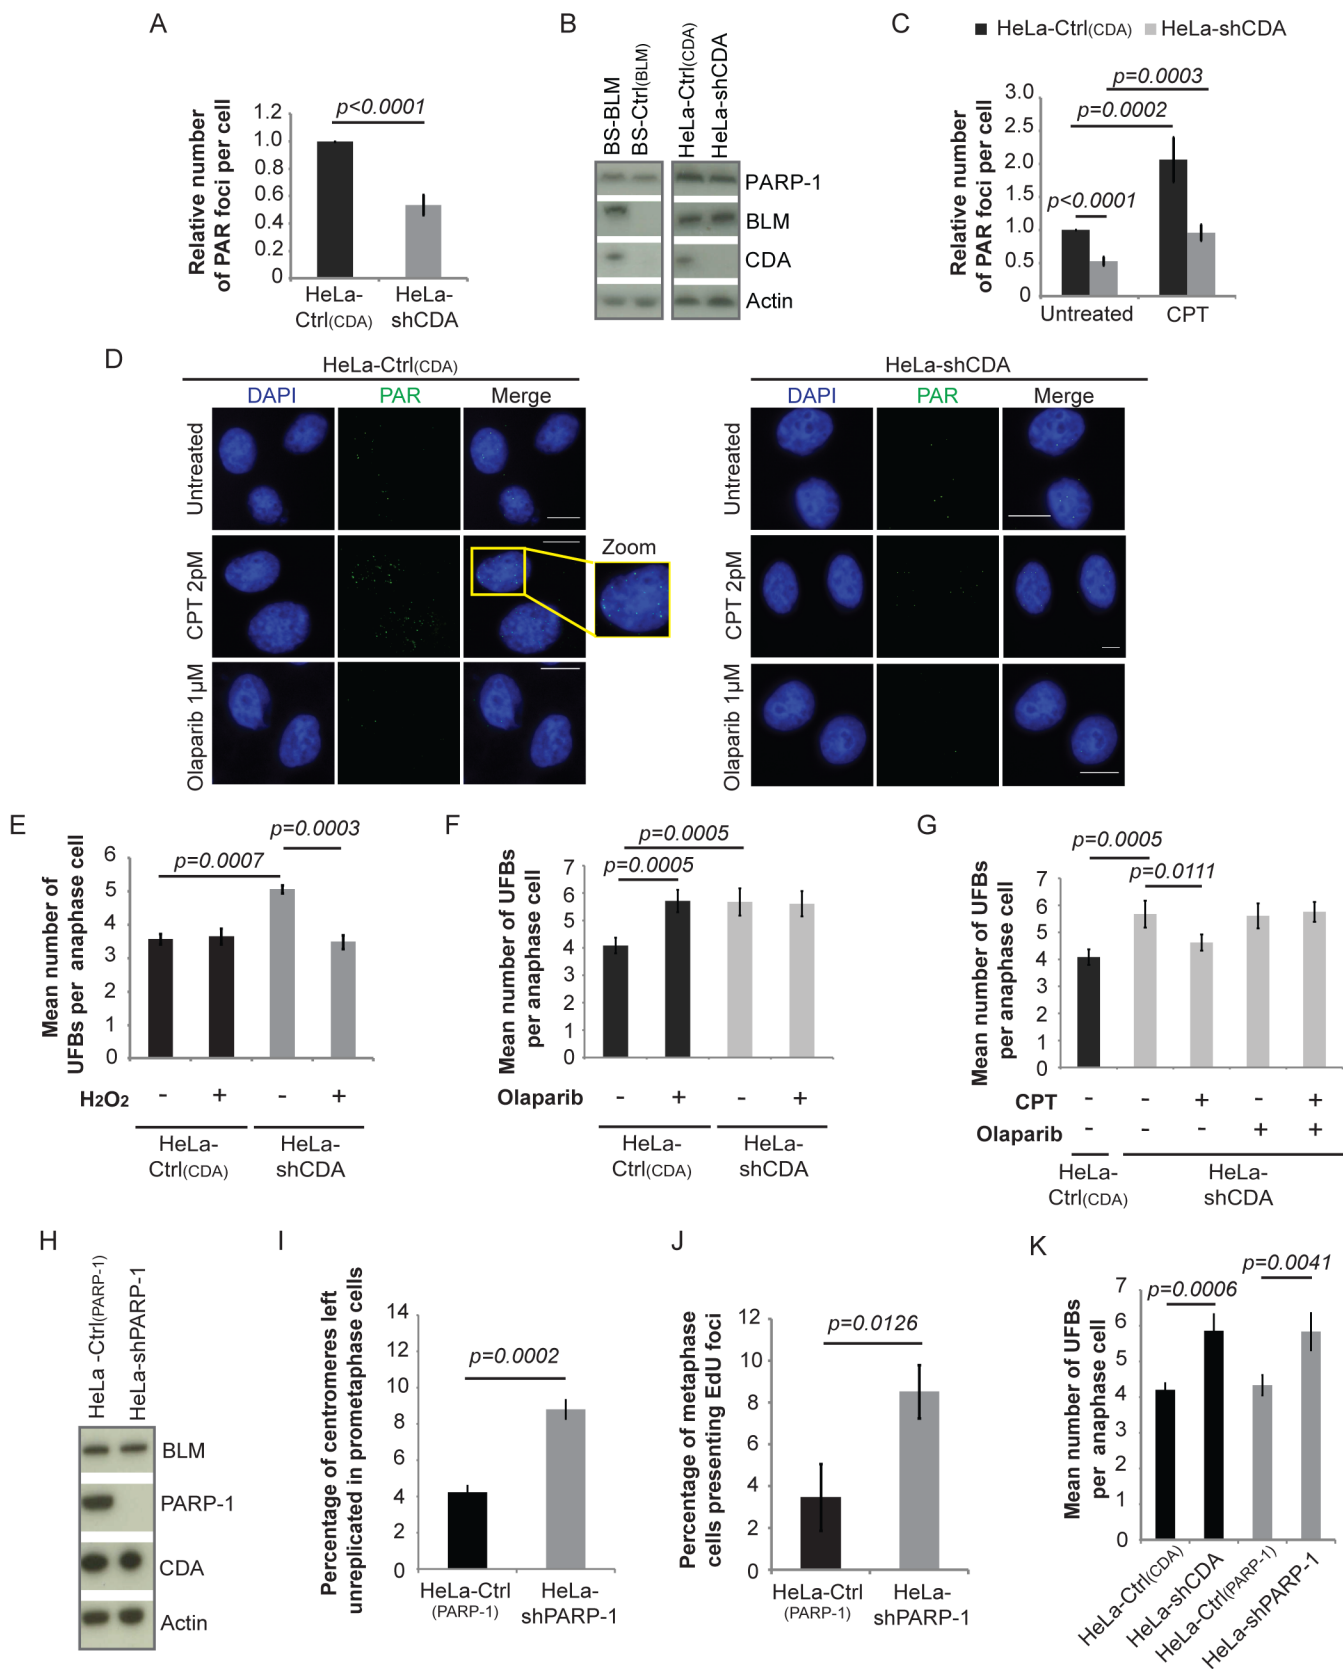 A
Relative number
of PAR foci per cell
1.2
1.0
0.8
0.6
0.4
0.2
0
p<0.0001
HeLa-
Ctrl(CDA)
HeLa-
shCDA
B
BS-BLM
BS-Ctrl(BLM)
HeLa-Ctrl(CDA)
HeLa-shCDA
PARP-1
BLM
CDA
Actin
C
HeLa-Ctrl(CDA)
HeLa-shCDA
Relative number
of PAR foci per cell
3.0
2.5
2.0
1.5
1.0
0.5
0
p=0.0003
p=0.0002
p<0.0001
Untreated
CPT
D
HeLa-Ctrl(CDA)
DAPI
PAR
Merge
Untreated
CPT 2pM
Olaparib 1µM
Zoom
HeLa-shCDA
DAPI
PAR
Merge
Untreated
CPT 2pM
Olaparib 1µM
E
Mean number of
UFBs per anaphase cell
6
5
4
3
2
1
0
p=0.0007
p=0.0003
H2O2
- + - +
HeLa-
Ctrl(CDA)
HeLa-
shCDA
F
Mean number of UFBs
per anaphase cell
7
6
5
4
3
2
1
0
p=0.0005
p=0.0005
Olaparib
- + - +
HeLa-
Ctrl(CDA)
HeLa-
shCDA
G
Mean number of UFBs
per anaphase cell
7
6
5
4
3
2
1
0
p=0.0005
p=0.0111
CPT
- - + - +
Olaparib
- - - + +
HeLa-
Ctrl(CDA)
HeLa-
shCDA
H
HeLa -Ctrl(PARP-1)
HeLa-shPARP-1
BLM
PARP-1
CDA
Actin
I
Percentage of centromeres left
unreplicated in prometaphase cells
14
12
10
8
6
4
2
0
p=0.0002
HeLa-Ctrl
(PARP-1)
HeLa-
shPARP-1
J
Percentage of metaphase
cells presenting EdU foci
12
10
8
6
4
2
0
p=0.0126
HeLa-Ctrl
(PARP-1)
HeLa-
shPARP-1
K
Mean number of UFBs
per anaphase cell
7
6
5
4
3
2
1
0
p=0.0006
p=0.0041
HeLa-Ctrl(CDA)
HeLa-shCDA
HeLa-Ctrl(PARP-1)
HeLa-shPARP-1